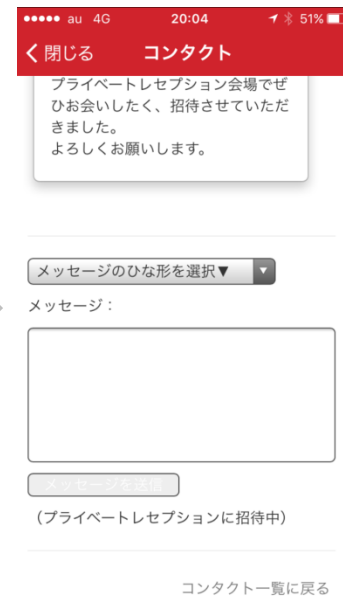 au 4G 20:04 51%
閉じる コンタクト
プライベートレセプション会場でぜ
ひお会いしたく、招待させていただ
きました。
よろしくお願いします。
メッセージのひな形を選択▼
メッセージ：
メッセージを送信
（プライベートレセプションに招待中）
コンタクト一覧に戻る